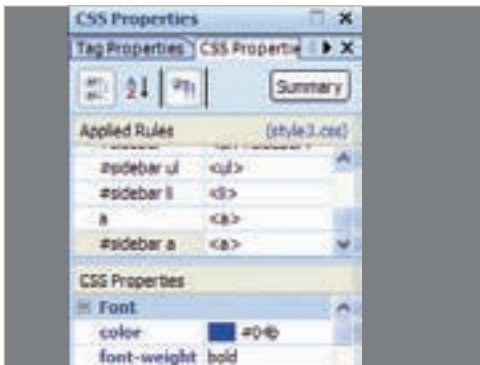 CSS Properties
Tag Properties CSS Propertie
Summary
Applied Rules (style3.css)
#sidebar ul <ul>
#sidebar li <li>
a <a>
#sidebar a <a>
CSS Properties
Font
color #04b
font-weight bold